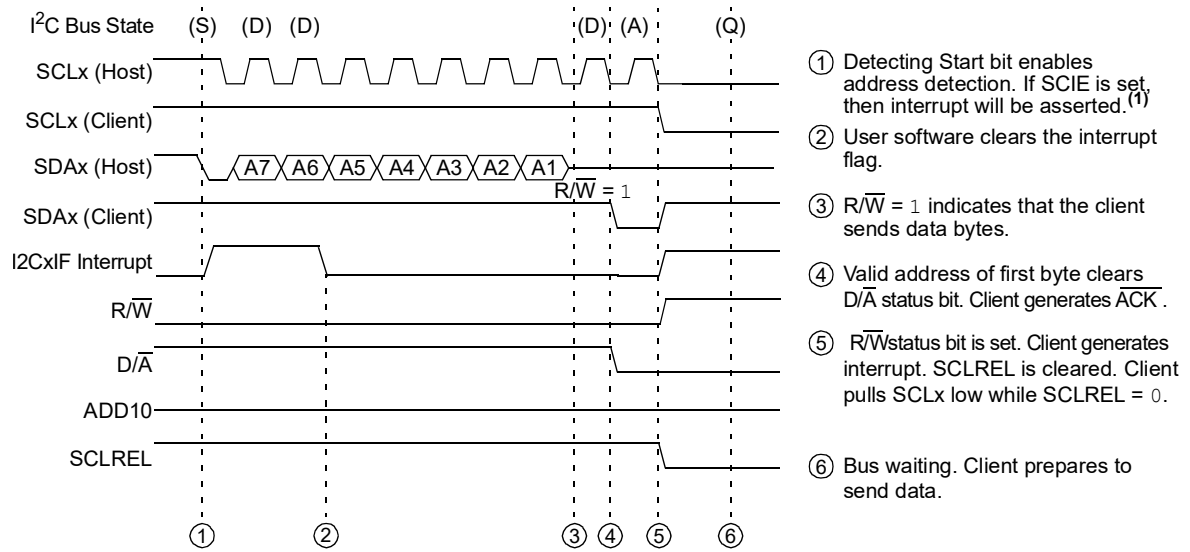 I2C Bus State (S) (D) (D) (D) (A) (Q)
SCLx (Host)
SCLx (Client)
SDAx (Host) A7 A6 A5 A4 A3 A2 A1
R/W̅ = 1
SDAx (Client)
I2CxIF Interrupt
R/W̅
D/A̅
ADD10
SCLREL
1 2 3 4 5 6
1 Detecting Start bit enables
address detection. If SCIE is set,
then interrupt will be asserted.(1)
2 User software clears the interrupt
flag.
3 R/W̅ = 1 indicates that the client
sends data bytes.
4 Valid address of first byte clears
D/A̅ status bit. Client generates A̅C̅K̅ .
5 R/W̅status bit is set. Client generates
interrupt. SCLREL is cleared. Client
pulls SCLx low while SCLREL = 0.
6 Bus waiting. Client prepares to
send data.